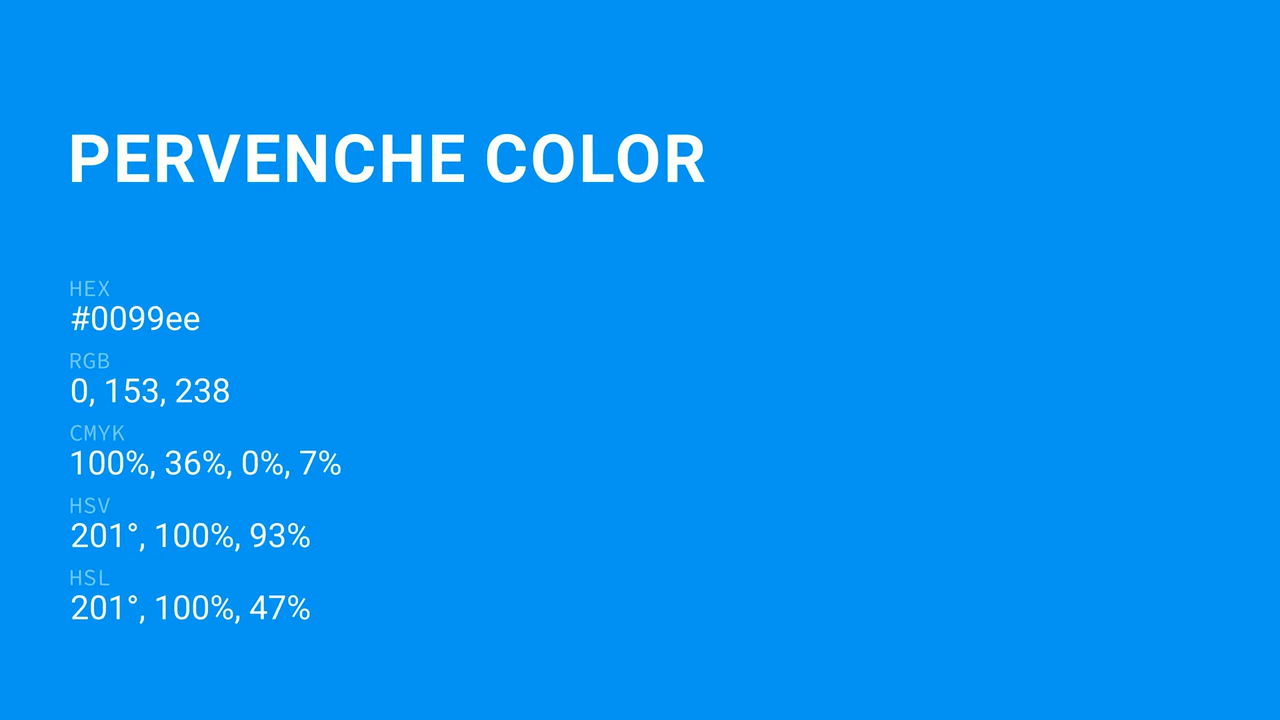 PERVENCHE COLOR
HEX
#0099ee
RGB
0, 153, 238
CMYK
100%, 36%, 0%, 7%
HSV
201°, 100%, 93%
HSL
201°, 100%, 47%